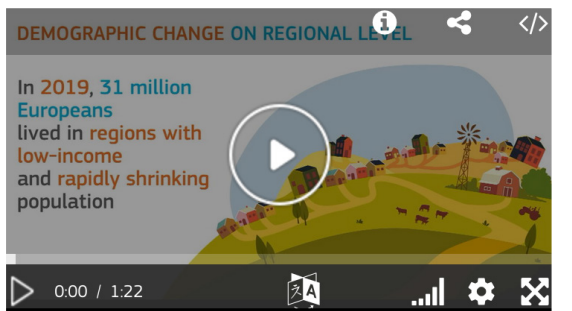 DEMOGRAPHIC CHANGE ON REGIONAL LEVEL
In 2019, 31 million
Europeans
lived in regions with
low-income
and rapidly shrinking
population
0:00 / 1:22